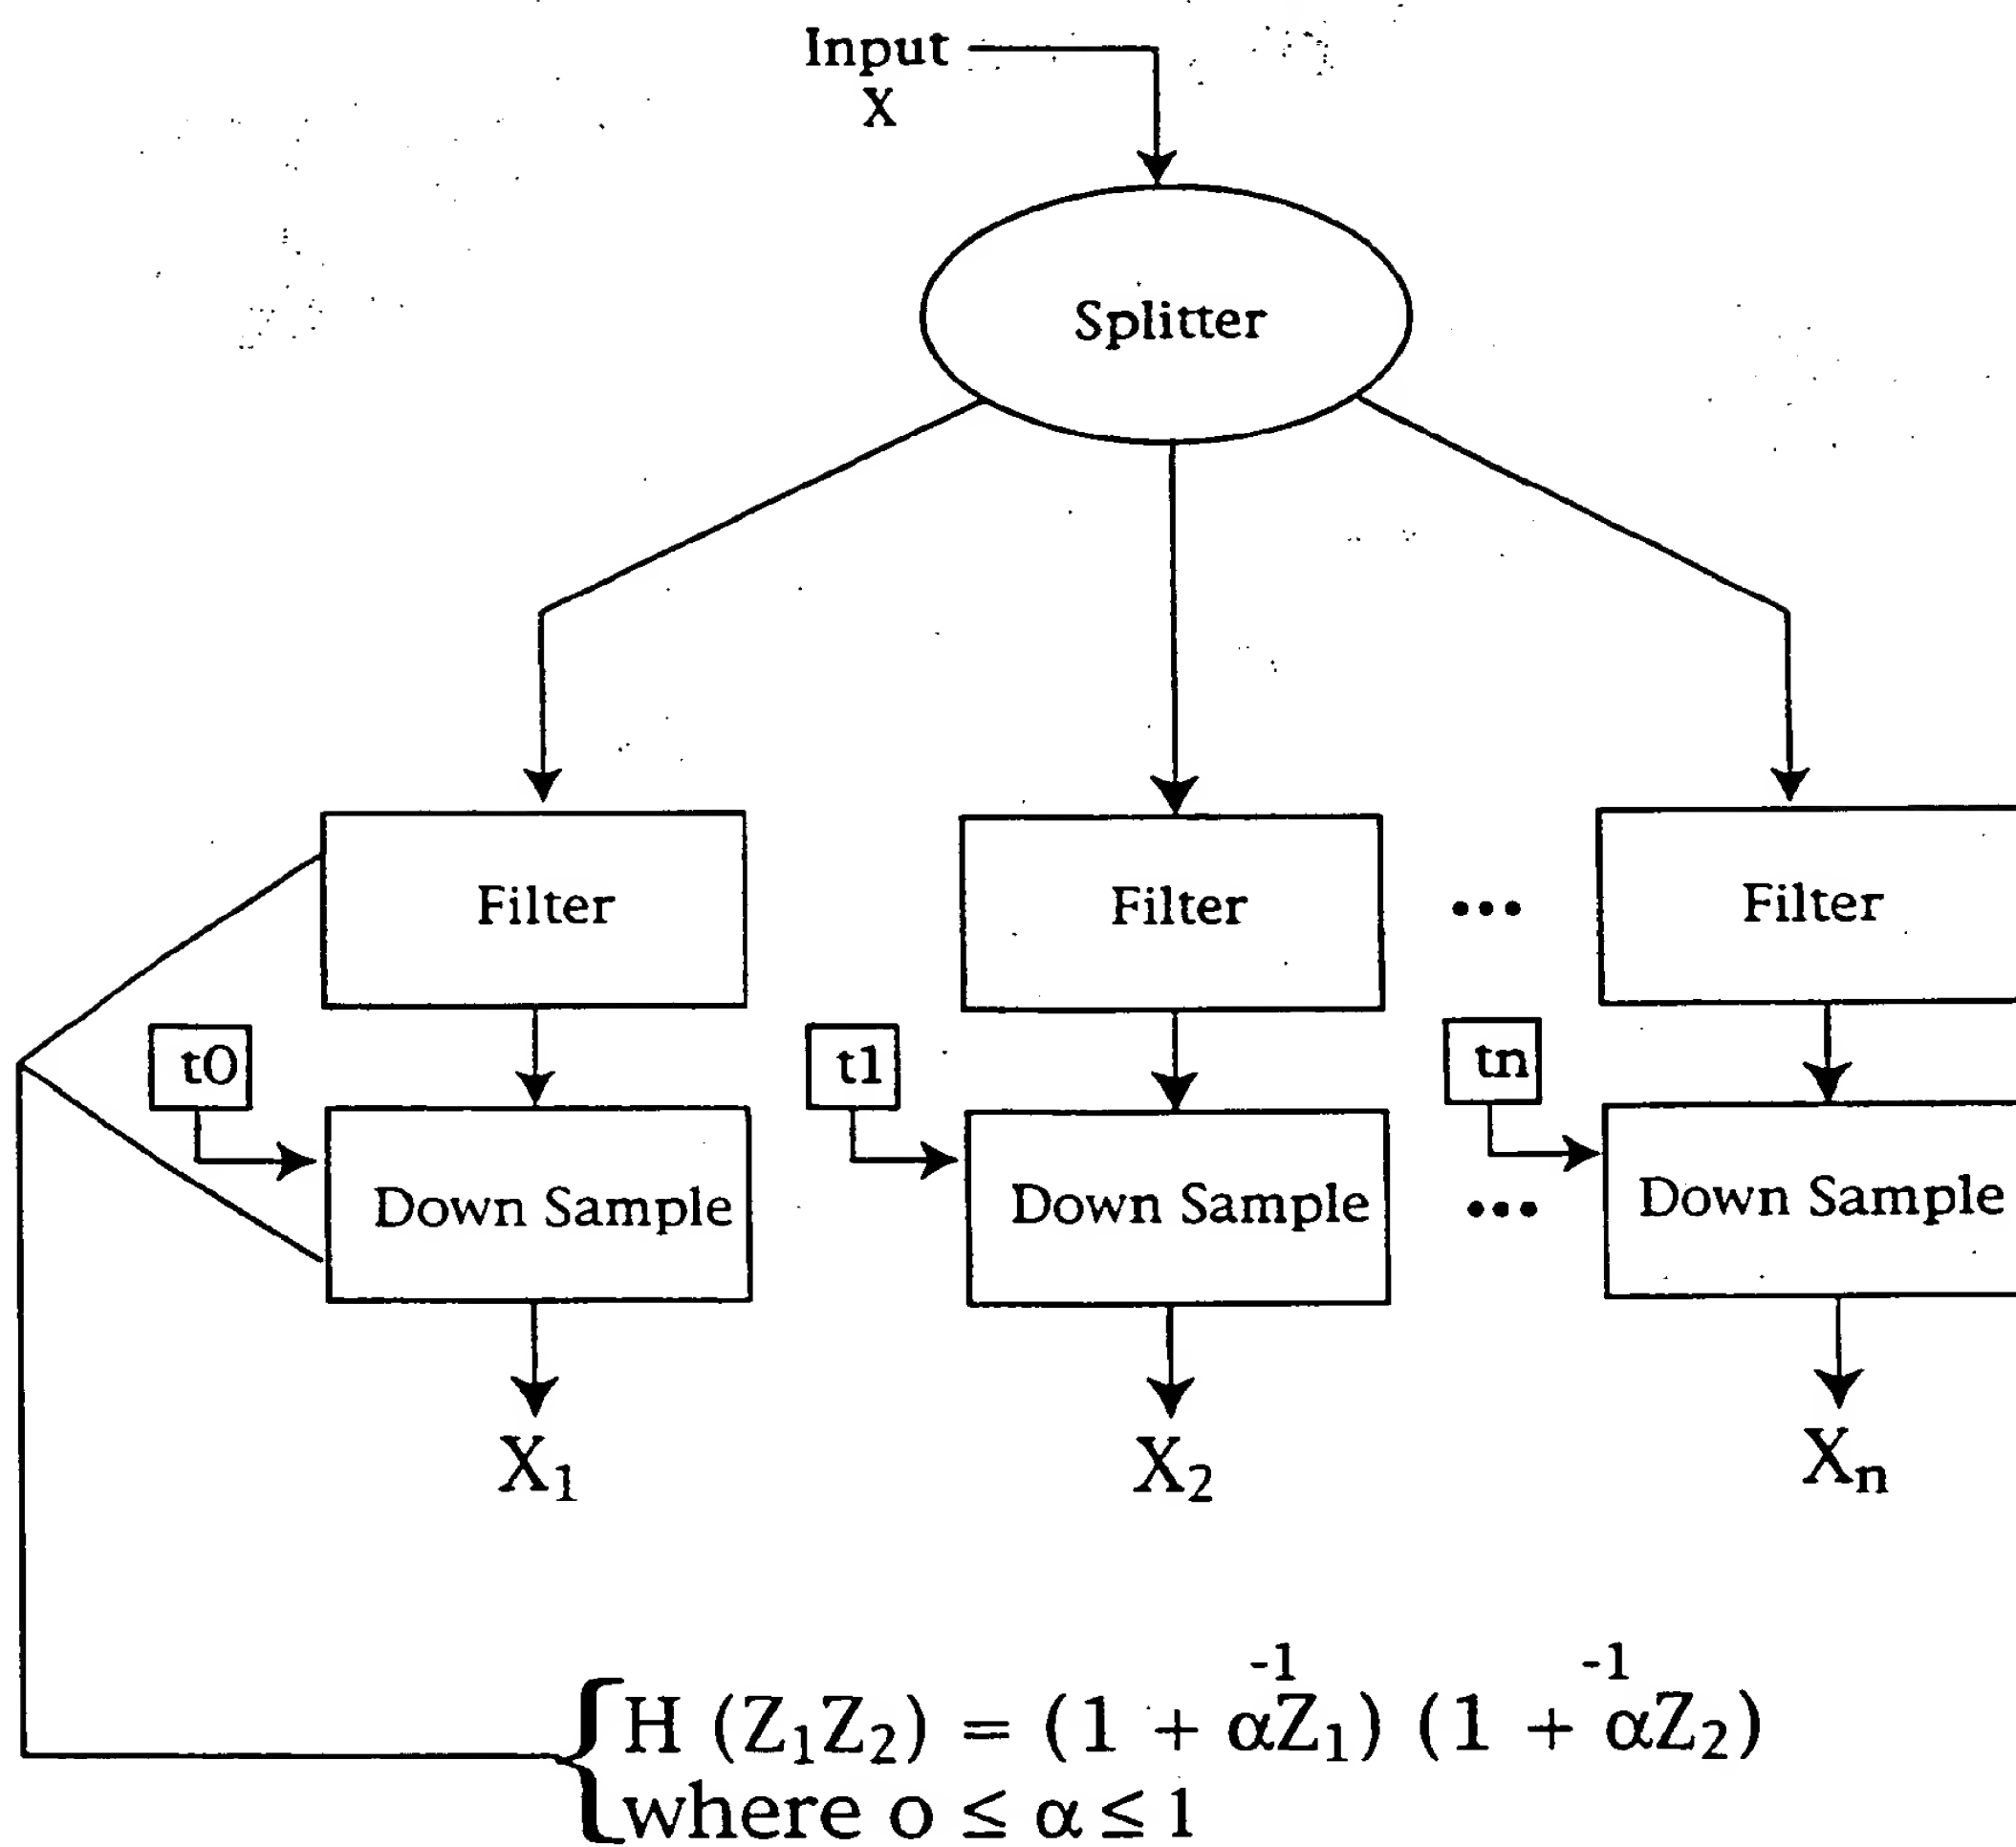 Input
X
Splitter
Filter
Filter
...
Filter
t0
t1
tn
Down Sample
Down Sample
...
Down Sample
X₁
X₂
Xₙ
-1 -1
H (Z₁Z₂) = (1 + αZ₁) (1 + αZ₂)
where o ≤ α ≤ 1